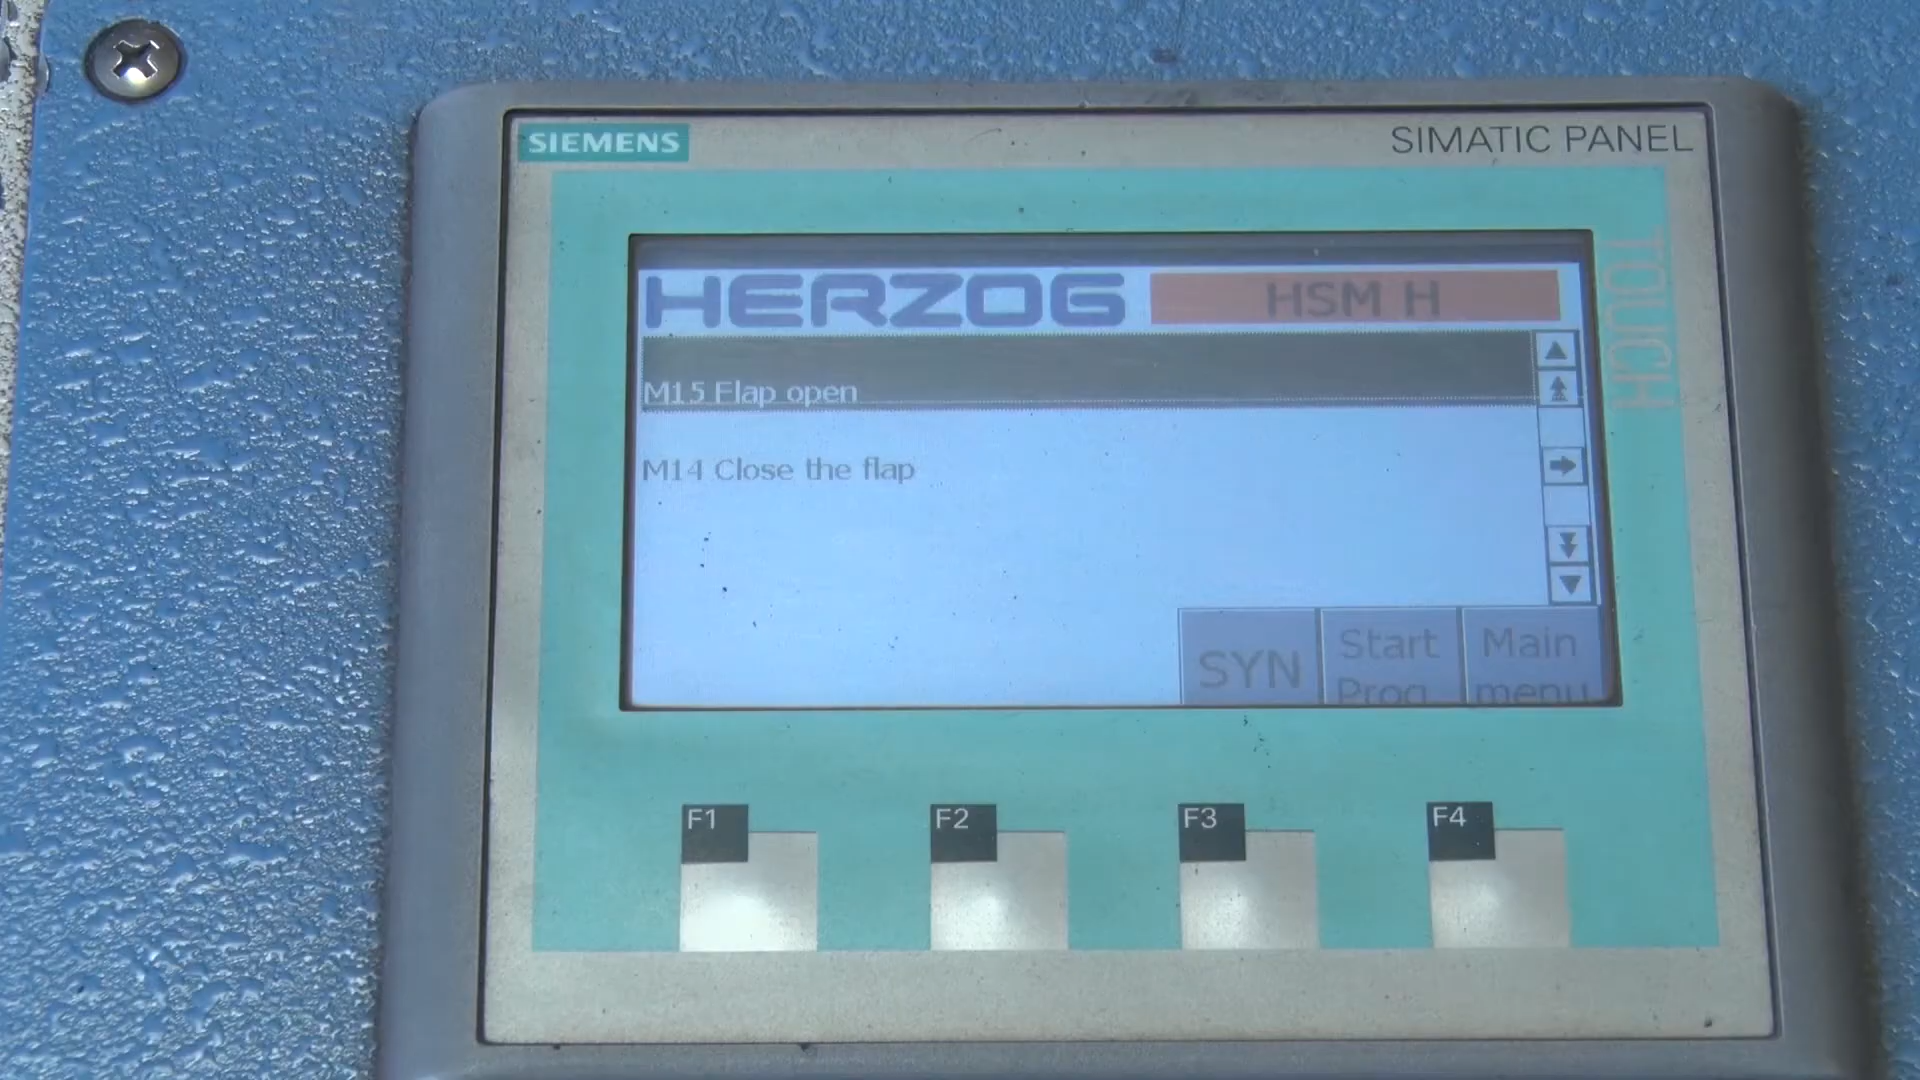 SIEMENS
SIMATIC PANEL
TOUCH
HERZOG
HSM H
M15 Flap open
M14 Close the flap
SYN
Start
Prog
Main
menu
F1
F2
F3
F4